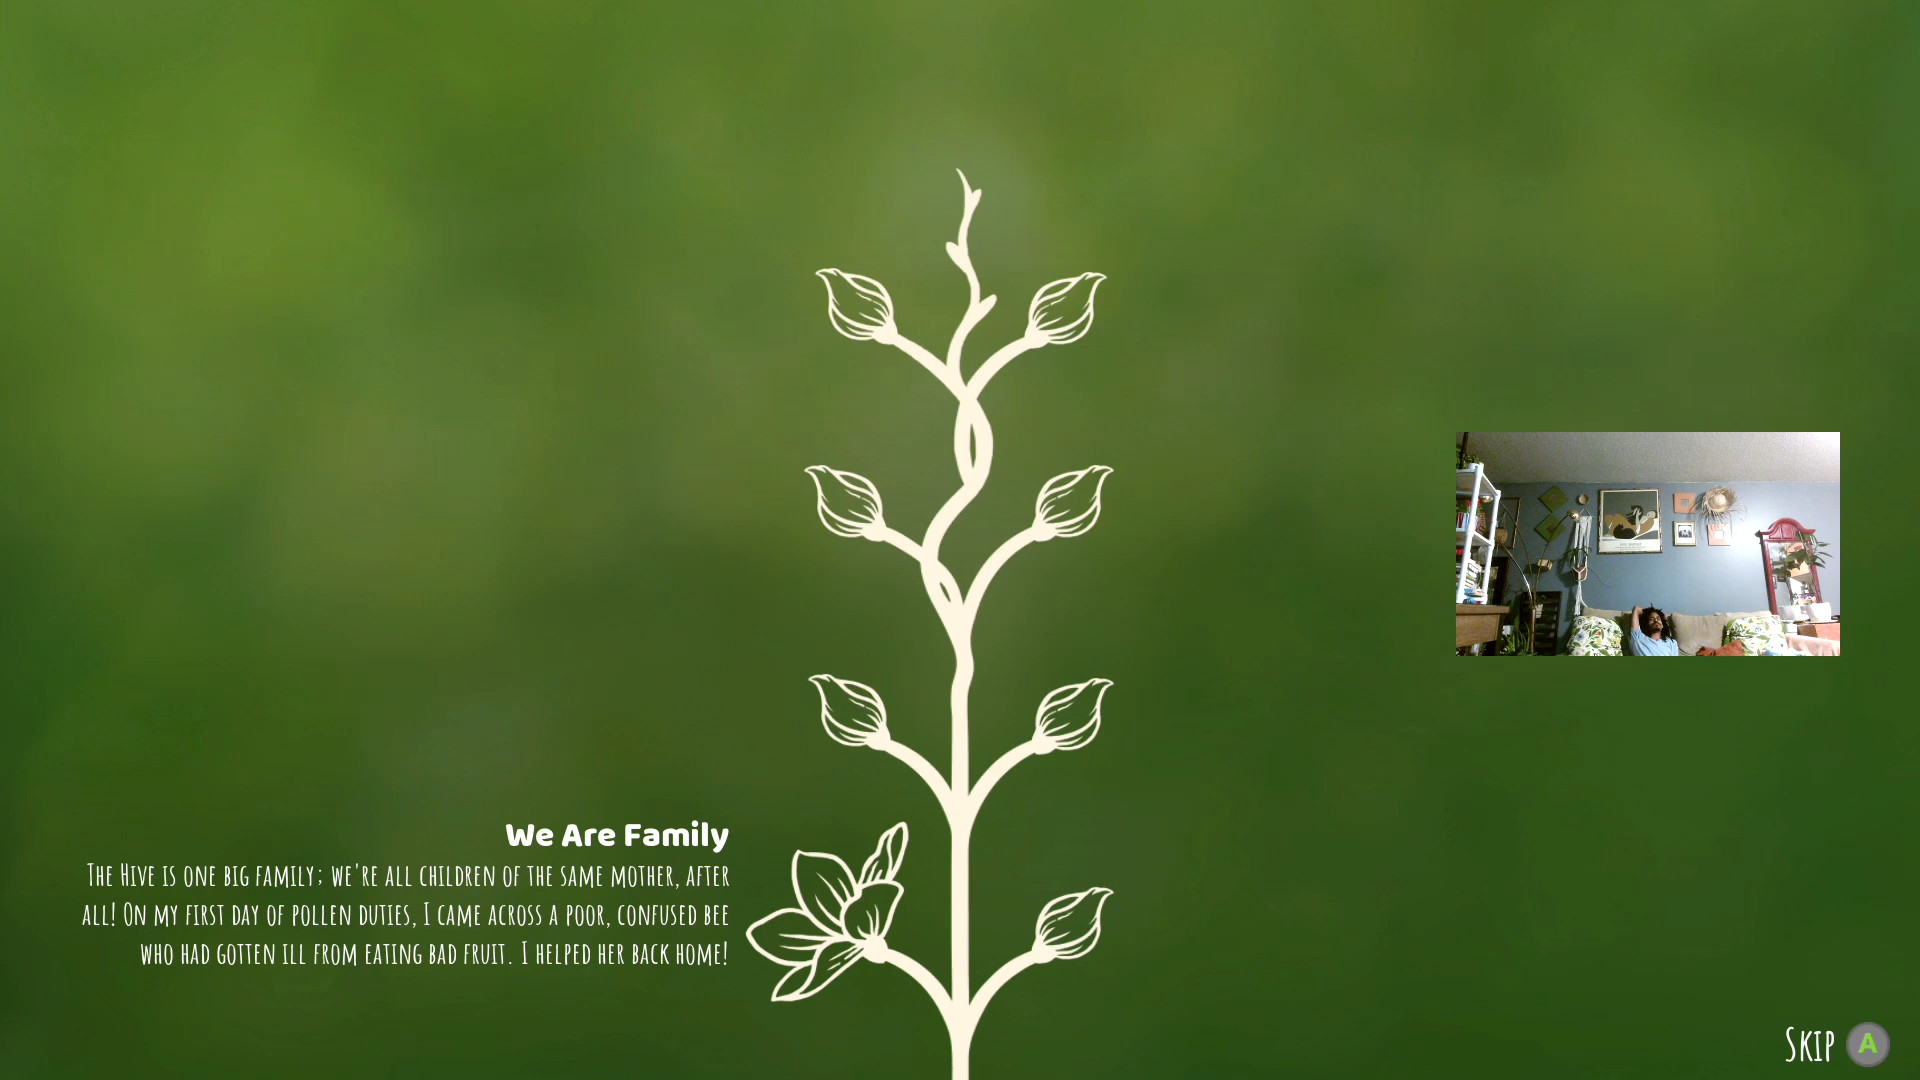 We Are Family
The Hive is one big family; we're all children of the same mother, after
all! On my first day of pollen duties, I came across a poor, confused bee
who had gotten ill from eating bad fruit. I helped her back home!
Skip A